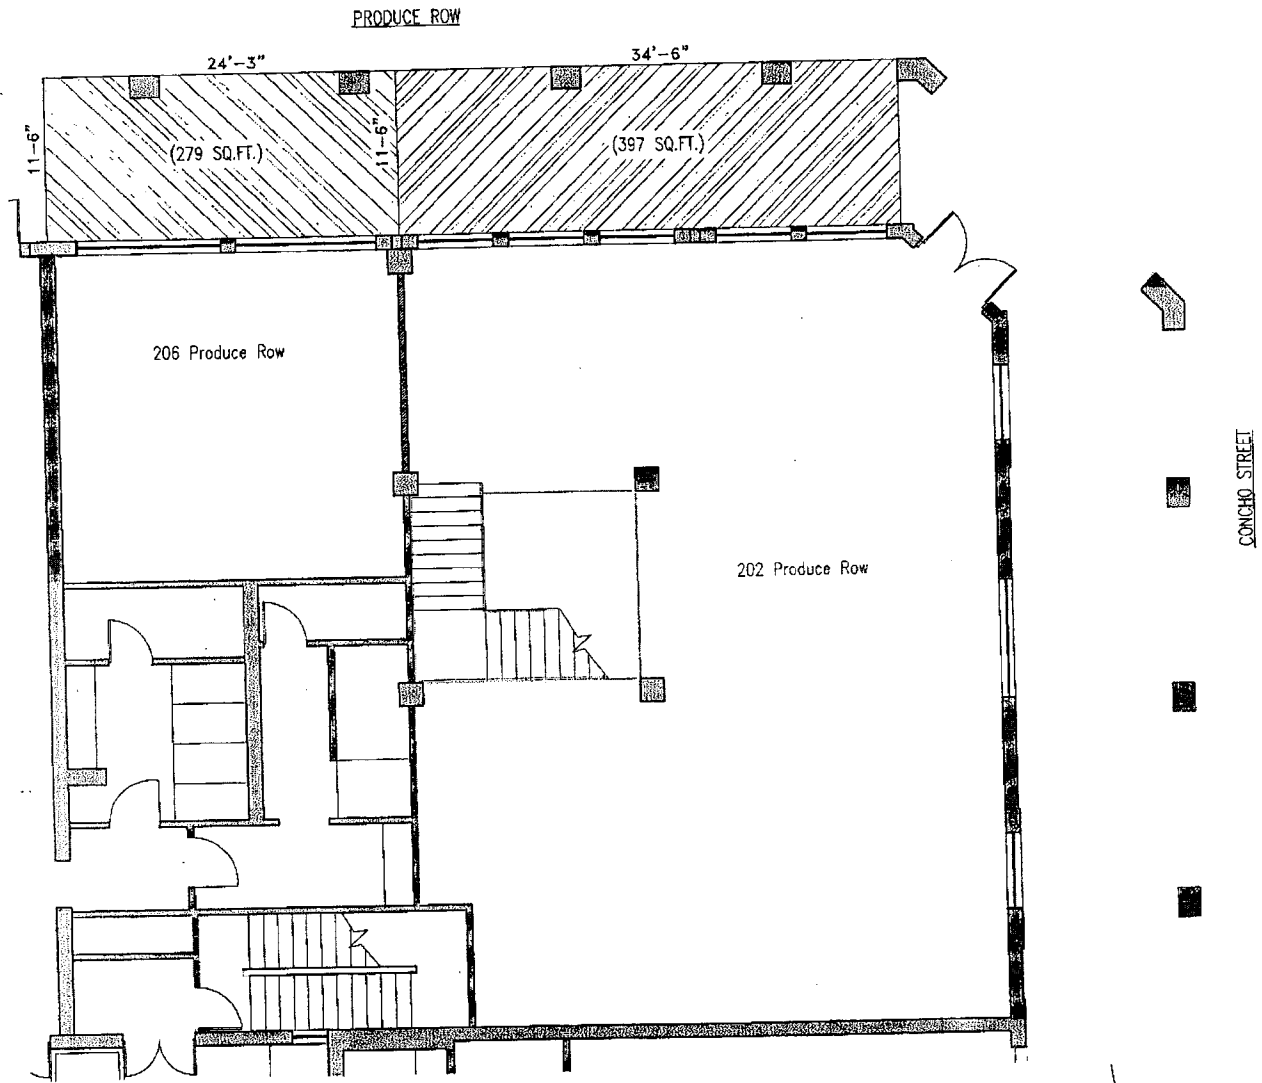 PRODUCE ROW
24'-3"
34'-6"
11-6"
(279 SQ.FT.)
11-6"
(397 SQ.FT.)
206 Produce Row
202 Produce Row
CONCHO STREET